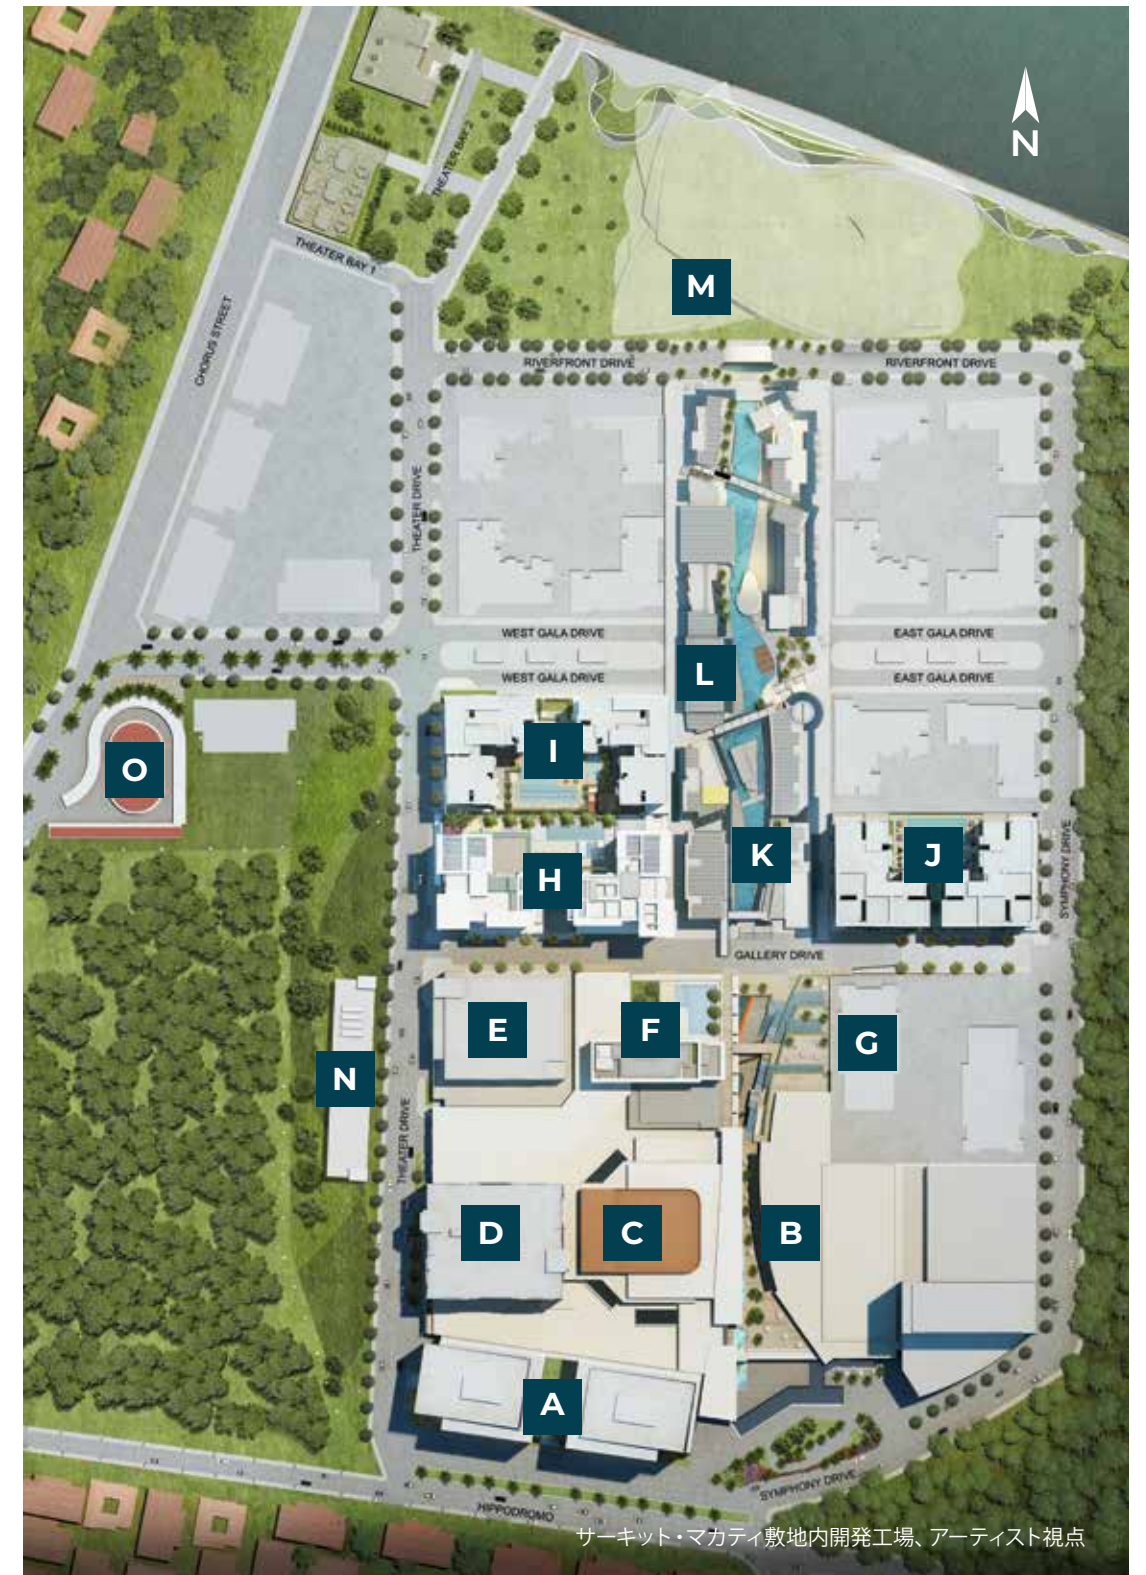 N
THEATER BAY 2
THEATER BAY 1
M
CHORUS STREET
RIVERFRONT DRIVE
RIVERFRONT DRIVE
THEATER DRIVE
WEST GALA DRIVE
EAST GALA DRIVE
L
WEST GALA DRIVE
EAST GALA DRIVE
I
O
K
J
H
SYMPHONY DRIVE
GALLERY DRIVE
E
F
G
N
THEATER DRIVE
D
C
B
A
SYMPHONY DRIVE
HIPPODROMO
サーキット・マカティ敷地内開発工場、アーティスト視点